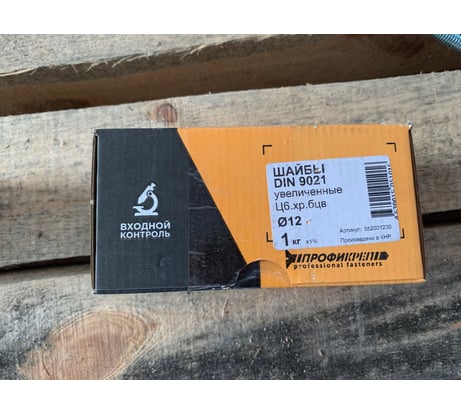 ВХОДНОЙ
КОНТРОЛЬ
ШАЙБЫ
DIN 9021
увеличенные
Ц6.хр.бцв
Ø12
1 кг ±1%
Артикул: 552001230
Произведено в КНР
ПРОФИКРЕП
professional fasteners